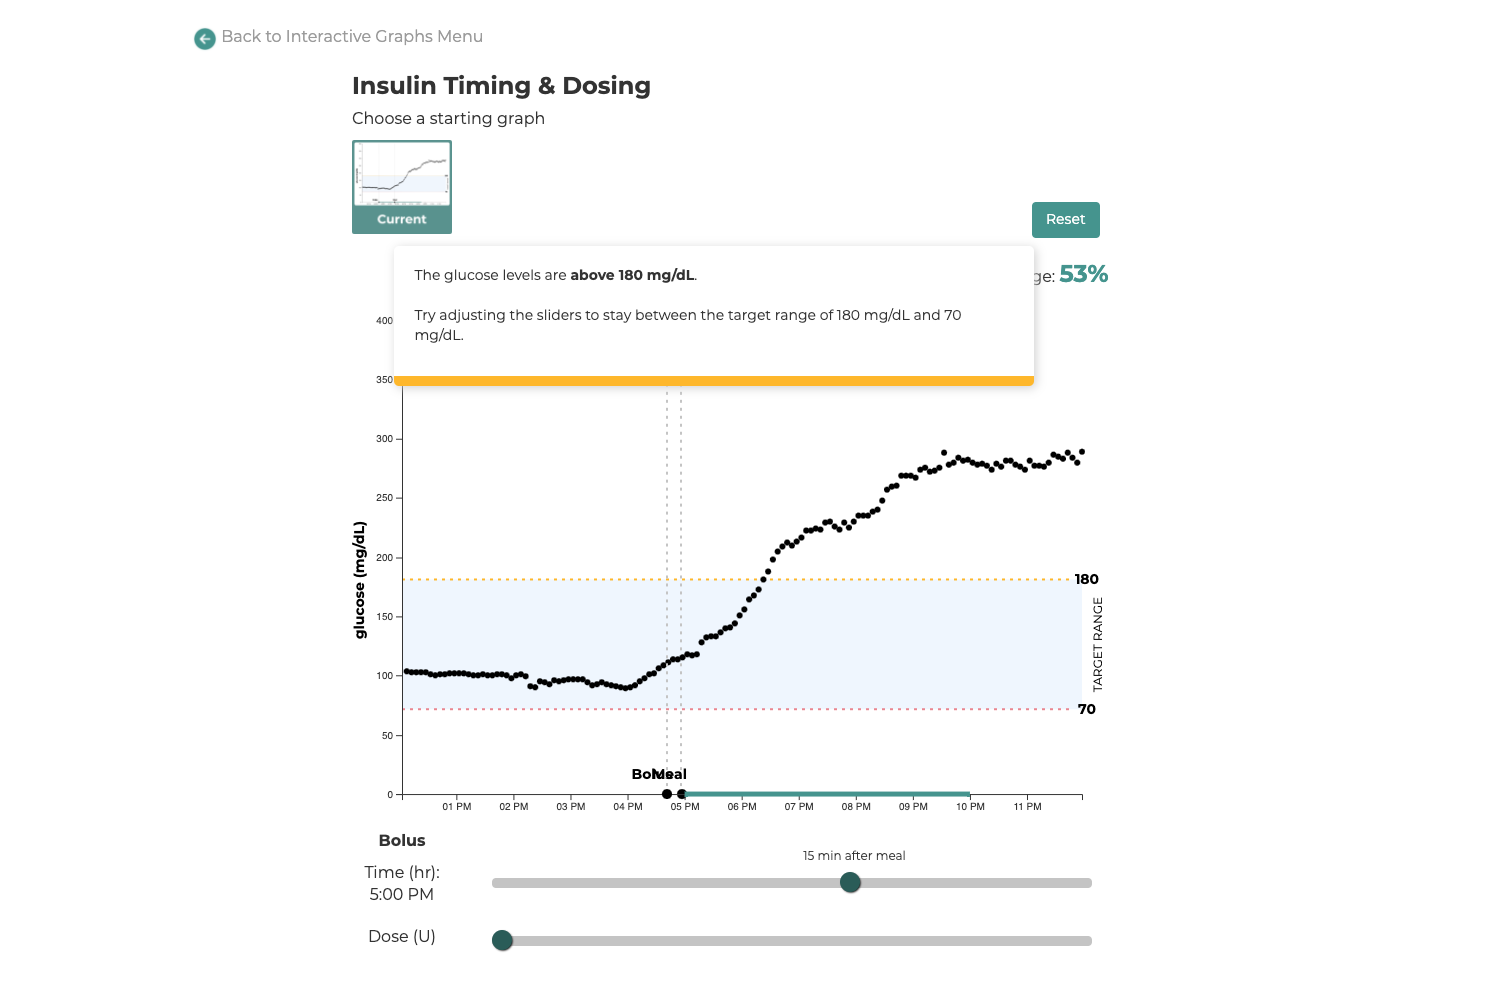 Back to Interactive Graphs Menu
Insulin Timing & Dosing
Choose a starting graph
Current
Reset
The glucose levels are above 180 mg/dL.
ge: 53%
Try adjusting the sliders to stay between the target range of 180 mg/dL and 70
mg/dL.
400
350
300
250
200
150
100
50
0
glucose (mg/dL)
180
TARGET RANGE
70
Bolus
Meal
01 PM
02 PM
03 PM
04 PM
05 PM
06 PM
07 PM
08 PM
09 PM
10 PM
11 PM
Bolus
15 min after meal
Time (hr):
5:00 PM
Dose (U)